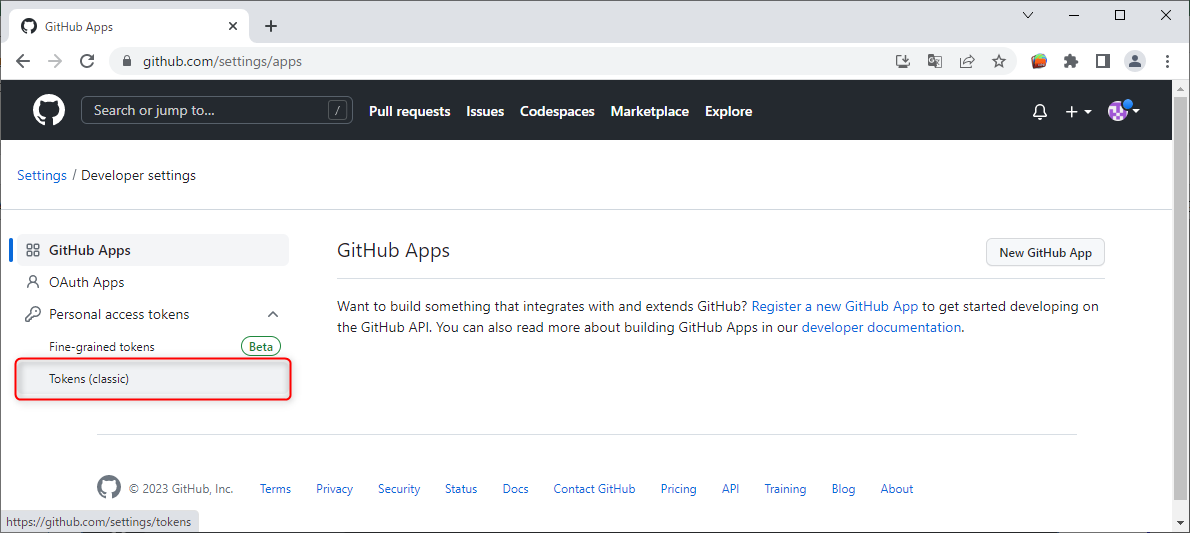 GitHub Apps
github.com/settings/apps
Search or jump to... / Pull requests Issues Codespaces Marketplace Explore
Settings / Developer settings
GitHub Apps
OAuth Apps
Personal access tokens
Fine-grained tokens Beta
Tokens (classic)
GitHub Apps New GitHub App
Want to build something that integrates with and extends GitHub? Register a new GitHub App to get started developing on
the GitHub API. You can also read more about building GitHub Apps in our developer documentation.
© 2023 GitHub, Inc. Terms Privacy Security Status Docs Contact GitHub Pricing API Training Blog About
https://github.com/settings/tokens